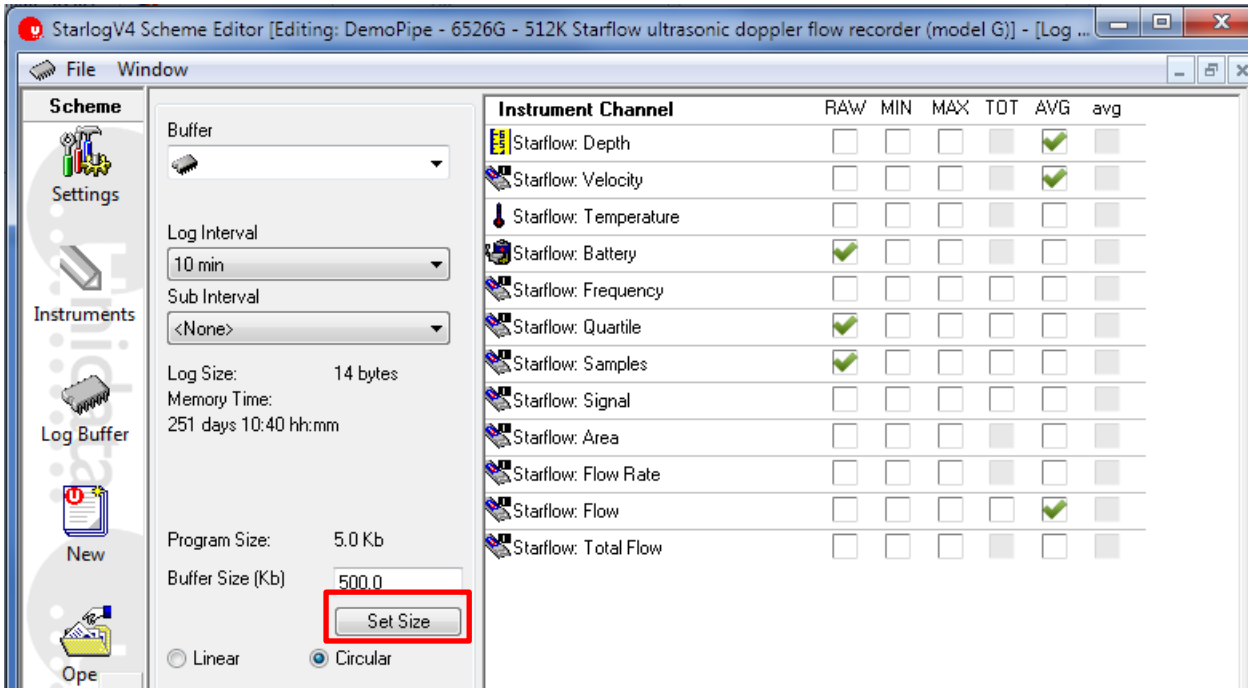 StarlogV4 Scheme Editor [Editing: DemoPipe - 6526G - 512K Starflow ultrasonic doppler flow recorder (model G)] - [Log ...
File Window
Scheme
Settings
Instruments
Log Buffer
New
Ope
Unidata
Buffer
Log Interval
10 min
Sub Interval
<None>
Log Size: 14 bytes
Memory Time:
251 days 10:40 hh:mm
Program Size: 5.0 Kb
Buffer Size (Kb) 500.0
Set Size
Linear Circular
Instrument Channel RAW MIN MAX TOT AVG avg
Starflow: Depth
Starflow: Velocity
Starflow: Temperature
Starflow: Battery
Starflow: Frequency
Starflow: Quartile
Starflow: Samples
Starflow: Signal
Starflow: Area
Starflow: Flow Rate
Starflow: Flow
Starflow: Total Flow